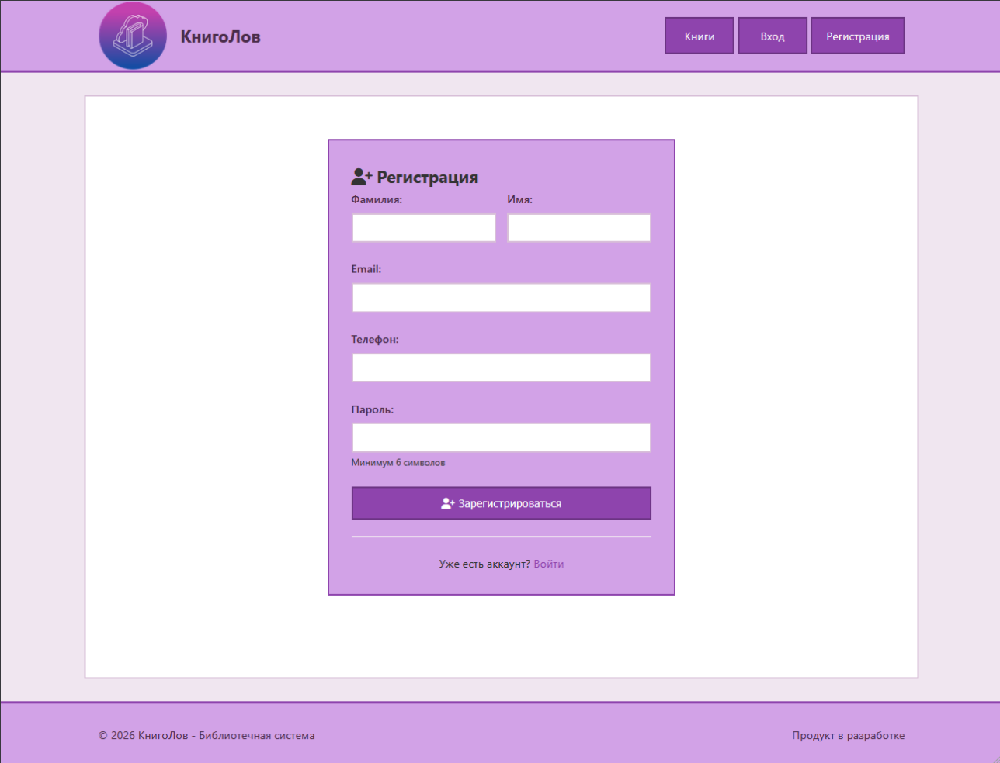 КнигоЛов
Книги
Вход
Регистрация
Регистрация
Фамилия: Имя:
Email:
Телефон:
Пароль:
Минимум 6 символов
Зарегистрироваться
Уже есть аккаунт? Войти
© 2026 КнигоЛов - Библиотечная система
Продукт в разработке